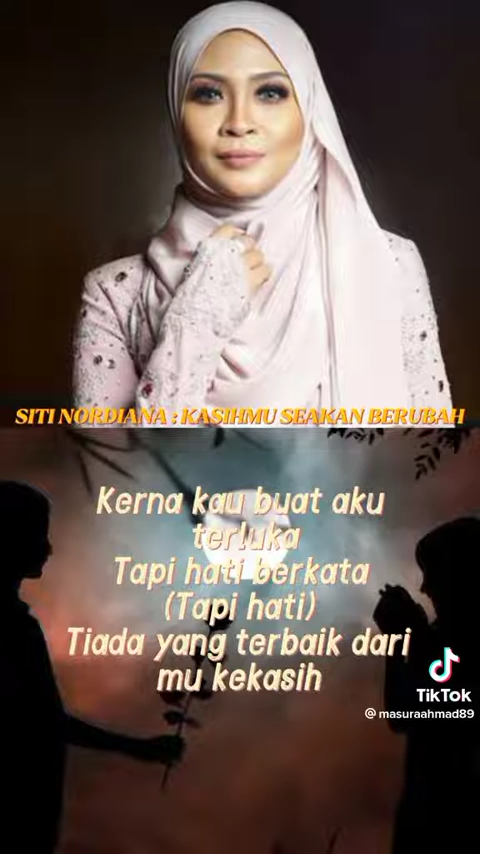 SITI NORDIANA : KASIHMU SEAKAN BERUBAH
Kerna kau buat aku
terluka
Tapi hati berkata
(Tapi hati)
Tiada yang terbaik dari
mu kekasih
TikTok
@masuraahmad89